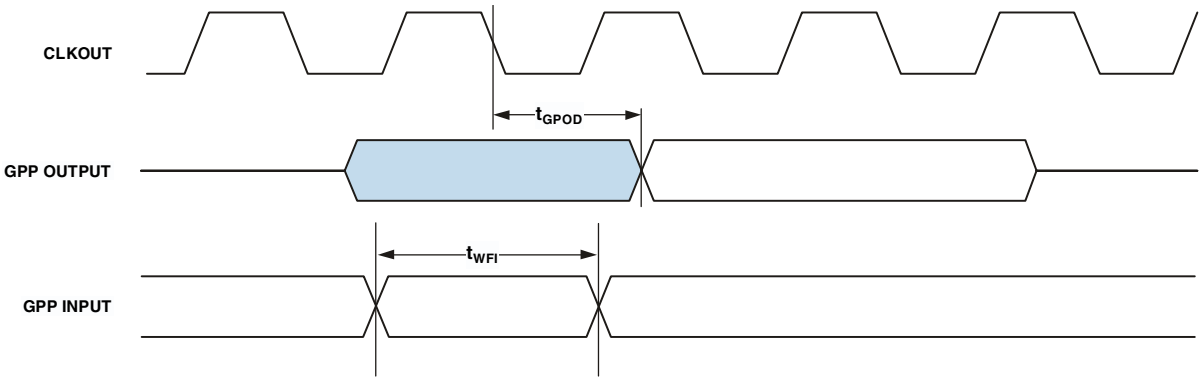 CLKOUT
tGPOD
GPP OUTPUT
tWFI
GPP INPUT